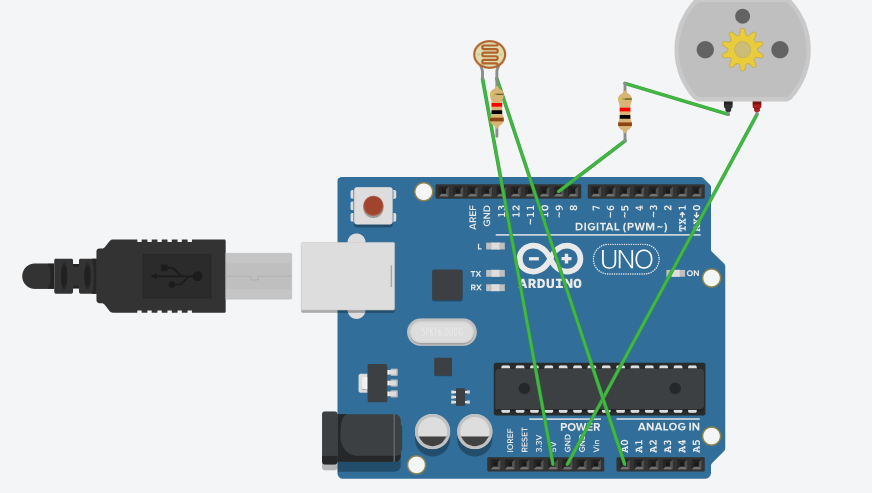 AREF
GND
13
12
~11
10
~9
8
7
~6
~5
4
~3
2
TX→1
RX←0
DIGITAL (PWM~)
L
TX
RX
ARDUINO
UNO
ON
POWER
ANALOG IN
IOREF
RESET
3.3V
5V
GND
GND
Vin
A0
A1
A2
A3
A4
A5